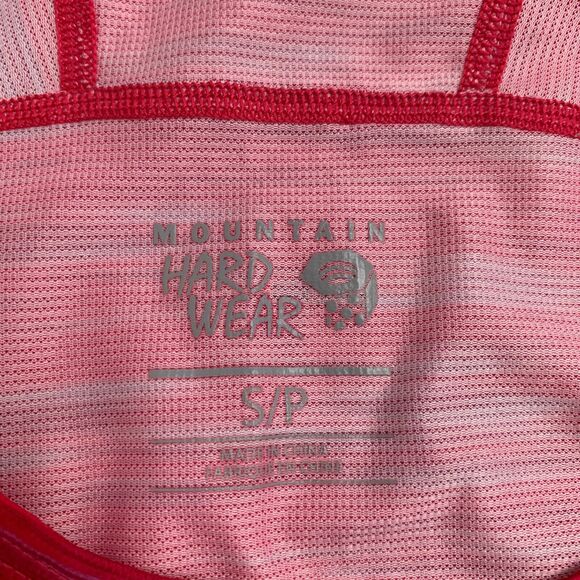 MOUNTAIN
HARD
WEAR
S/P
MADE IN CHINA
FABRIQUÉ EN CHINE